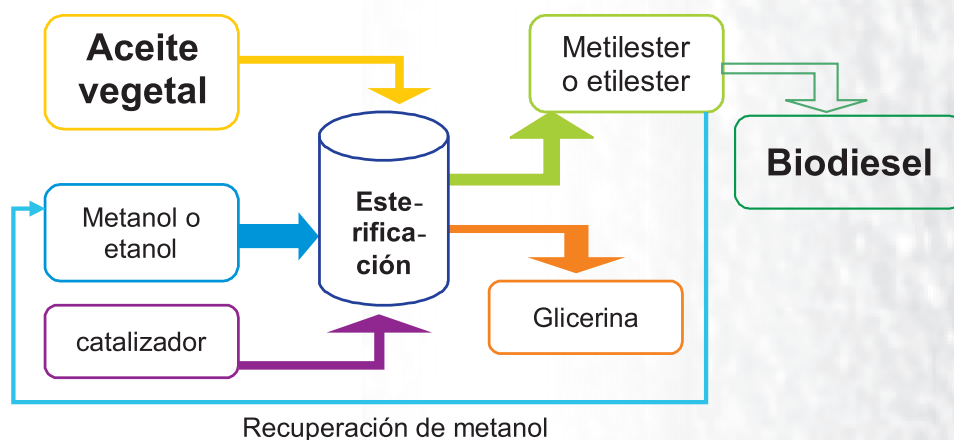 Aceite
vegetal
Metilester
o etilester
Biodiesel
Metanol o
etanol
Este-
rifica-
ción
Glicerina
catalizador
Recuperación de metanol